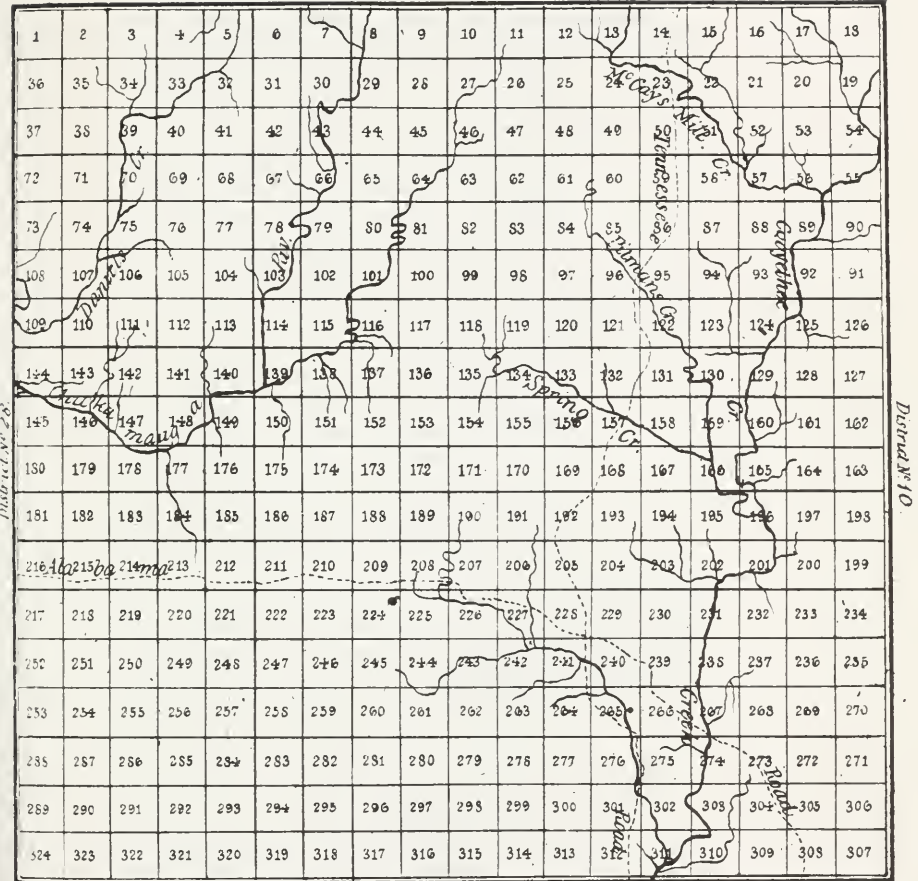 1 2 3 4 5 6 7 8 9 10 11 12 13 14 15 16 17 18
36 35 34 33 32 31 30 29 28 27 26 25 24 23 22 21 20 19
McCays Mill Cr.
37 38 39 40 41 42 43 44 45 46 47 48 49 50 51 52 53 54
72 71 70 69 68 67 66 65 64 63 62 61 60 59 58 57 56 55
Tennessee
73 74 75 76 77 78 79 80 81 82 83 84 85 86 87 88 89 90
Daniels Cr.
Riv.
Pitmans Cr.
108 107 106 105 104 103 102 101 100 99 98 97 96 95 94 93 92 91
109 110 111 112 113 114 115 116 117 118 119 120 121 122 123 124 125 126
144 143 142 141 140 139 138 137 136 135 134 133 132 131 130 129 128 127
Spring Cr.
Cr.
145 146 147 148 149 150 151 152 153 154 155 156 157 158 159 160 161 162
180 179 178 177 176 175 174 173 172 171 170 169 168 167 166 165 164 163
181 182 183 184 185 186 187 188 189 190 191 192 193 194 195 196 197 198
216 215 214 213 212 211 210 209 208 207 206 205 204 203 202 201 200 199
Alabama
217 218 219 220 221 222 223 224 225 226 227 228 229 230 231 232 233 234
252 251 250 249 248 247 246 245 244 243 242 241 240 239 238 237 236 235
253 254 255 256 257 258 259 260 261 262 263 264 265 266 267 268 269 270
Green
288 287 286 285 284 283 282 281 280 279 278 277 276 275 274 273 272 271
Road
289 290 291 292 293 294 295 296 297 298 299 300 301 302 303 304 305 306
Road
324 323 322 321 320 319 318 317 316 315 314 313 312 311 310 309 308 307
District No 28.
District No 10